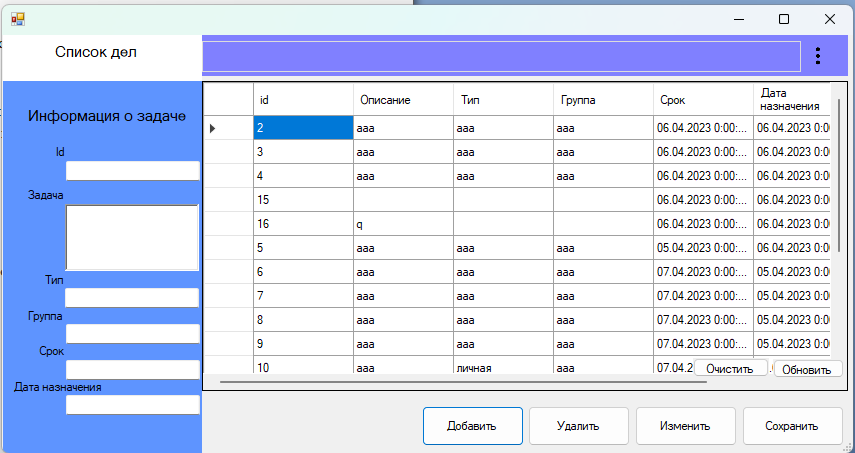 Список дел
Информация о задаче
Id
Задача
Тип
Группа
Срок
Дата назначения
id Описание Тип Группа Срок Дата назначения
2 aaa aaa aaa 06.04.2023 0:00:... 06.04.2023 0:0
3 aaa aaa aaa 06.04.2023 0:00:... 06.04.2023 0:0
4 aaa aaa aaa 06.04.2023 0:00:... 06.04.2023 0:0
15 06.04.2023 0:00:... 06.04.2023 0:0
16 q 06.04.2023 0:00:... 06.04.2023 0:0
5 aaa aaa aaa 05.04.2023 0:00:... 05.04.2023 0:0
6 aaa aaa aaa 07.04.2023 0:00:... 05.04.2023 0:0
7 aaa aaa aaa 07.04.2023 0:00:... 05.04.2023 0:0
8 aaa aaa aaa 07.04.2023 0:00:... 05.04.2023 0:0
9 aaa aaa aaa 07.04.2023 0:00:... 05.04.2023 0:0
10 aaa личная aaa 07.04.2
Очистить Обновить
Добавить Удалить Изменить Сохранить